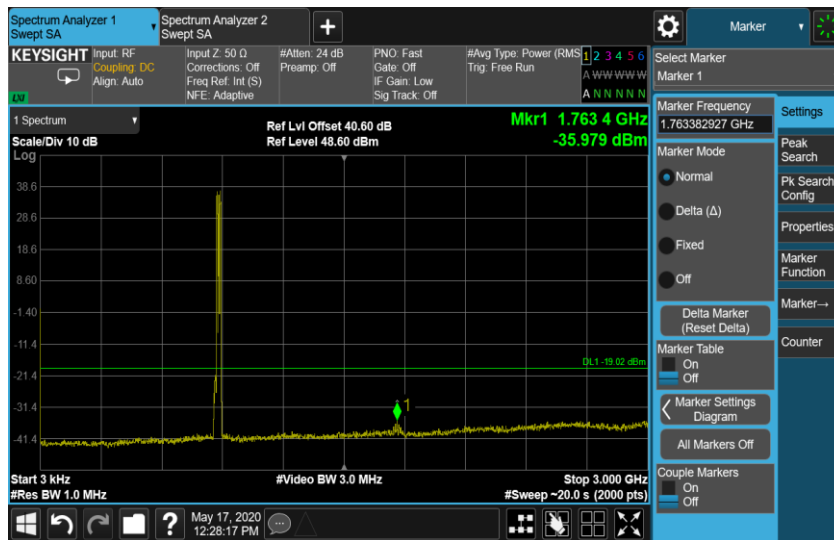 Spectrum Analyzer 1
Swept SA
Spectrum Analyzer 2
Swept SA
+
Marker
KEYSIGHT
LXI
Input: RF
Coupling: DC
Align: Auto
Input Z: 50 Ω
Corrections: Off
Freq Ref: Int (S)
NFE: Adaptive
#Atten: 24 dB
Preamp: Off
PNO: Fast
Gate: Off
IF Gain: Low
Sig Track: Off
#Avg Type: Power (RMS
Trig: Free Run
1 2 3 4 5 6
A W W W W W
A N N N N N
Select Marker
Marker 1
1 Spectrum
Scale/Div 10 dB
Log
Ref Lvl Offset 40.60 dB
Ref Level 48.60 dBm
Mkr1 1.763 4 GHz
-35.979 dBm
38.6
28.6
18.6
8.60
-1.40
-11.4
-21.4
-31.4
-41.4
DL1 -19.02 dBm
1
Start 3 kHz
#Res BW 1.0 MHz
#Video BW 3.0 MHz
Stop 3.000 GHz
#Sweep ~20.0 s (2000 pts)
Marker Frequency
1.763382927 GHz
Marker Mode
Normal
Delta (Δ)
Fixed
Off
Delta Marker
(Reset Delta)
Marker Table
On
Off
Marker Settings
Diagram
All Markers Off
Couple Markers
On
Off
Settings
Peak
Search
Pk Search
Config
Properties
Marker
Function
Marker→
Counter
?
May 17, 2020
12:28:17 PM